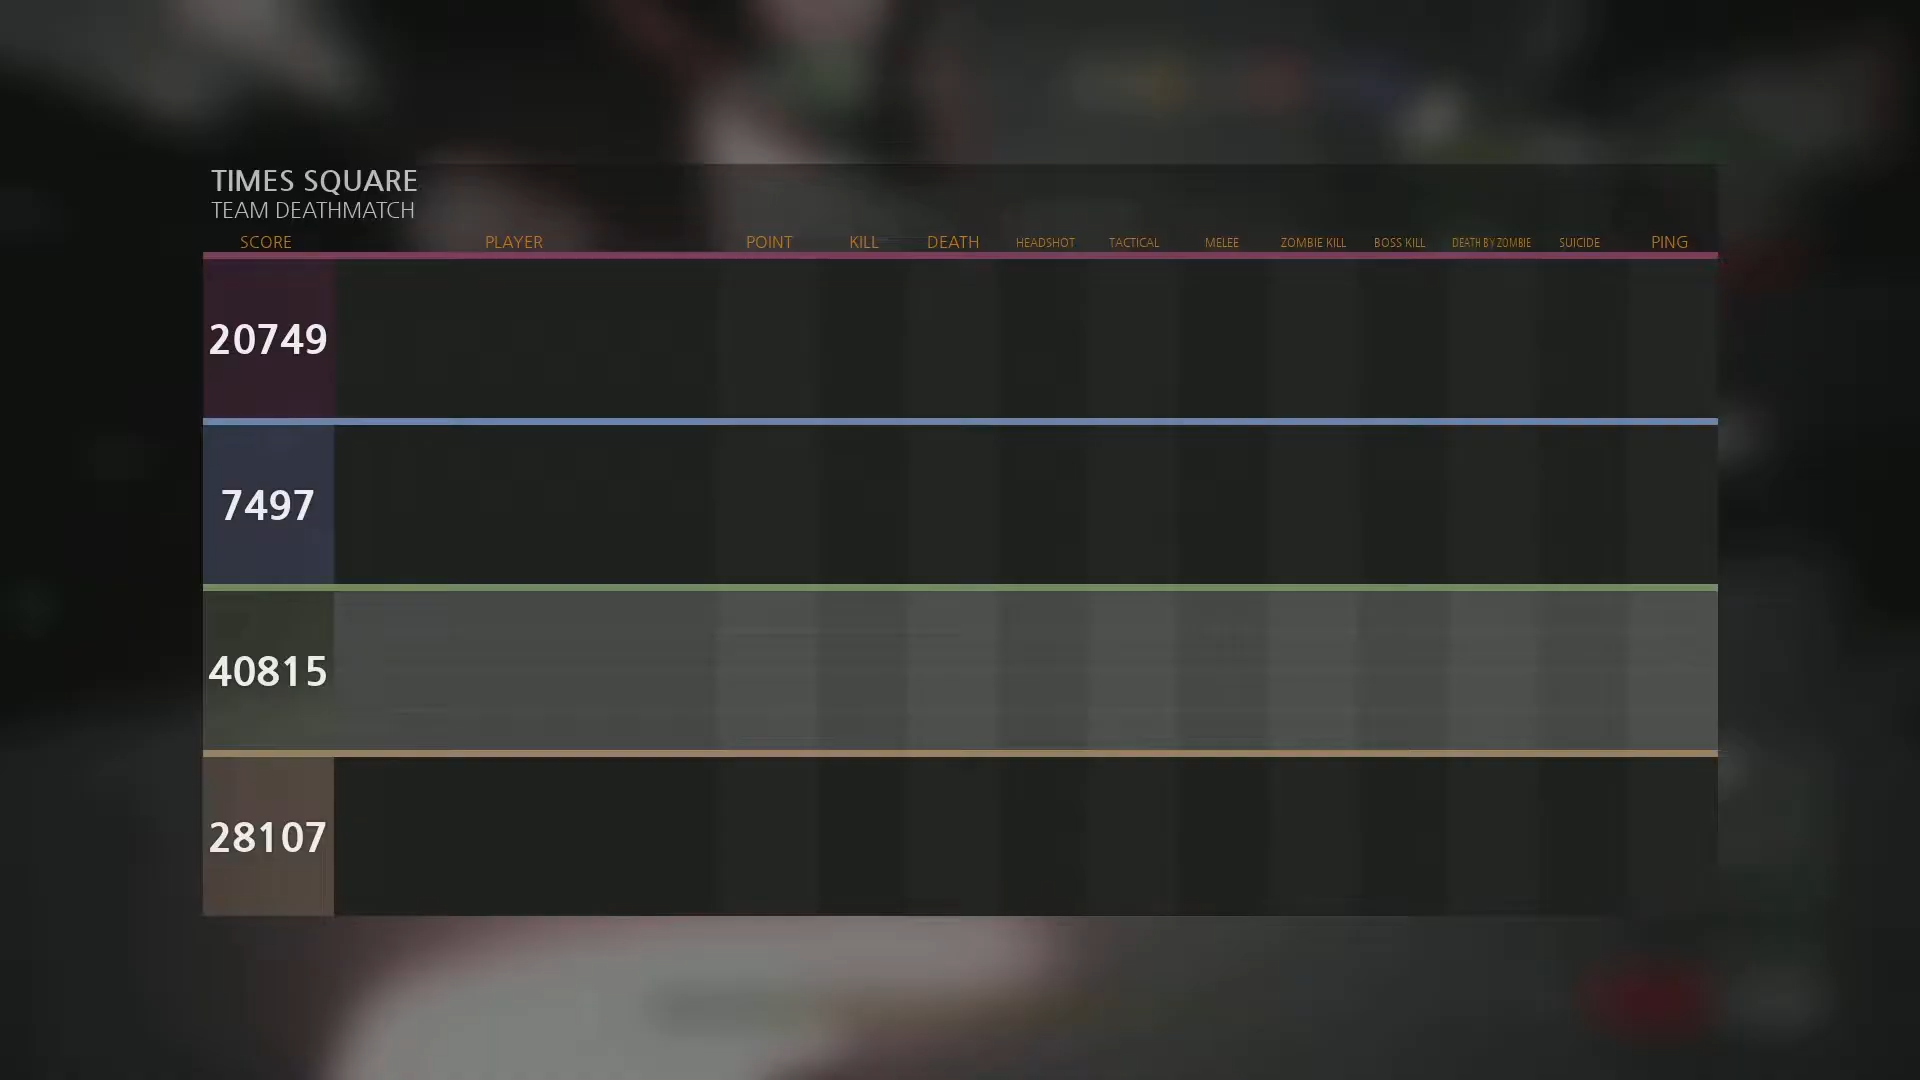 TIMES SQUARE
TEAM DEATHMATCH
SCORE PLAYER POINT KILL DEATH HEADSHOT TACTICAL MELEE ZOMBIE KILL BOSS KILL DEATH BY ZOMBIE SUICIDE PING
20749
7497
40815
28107